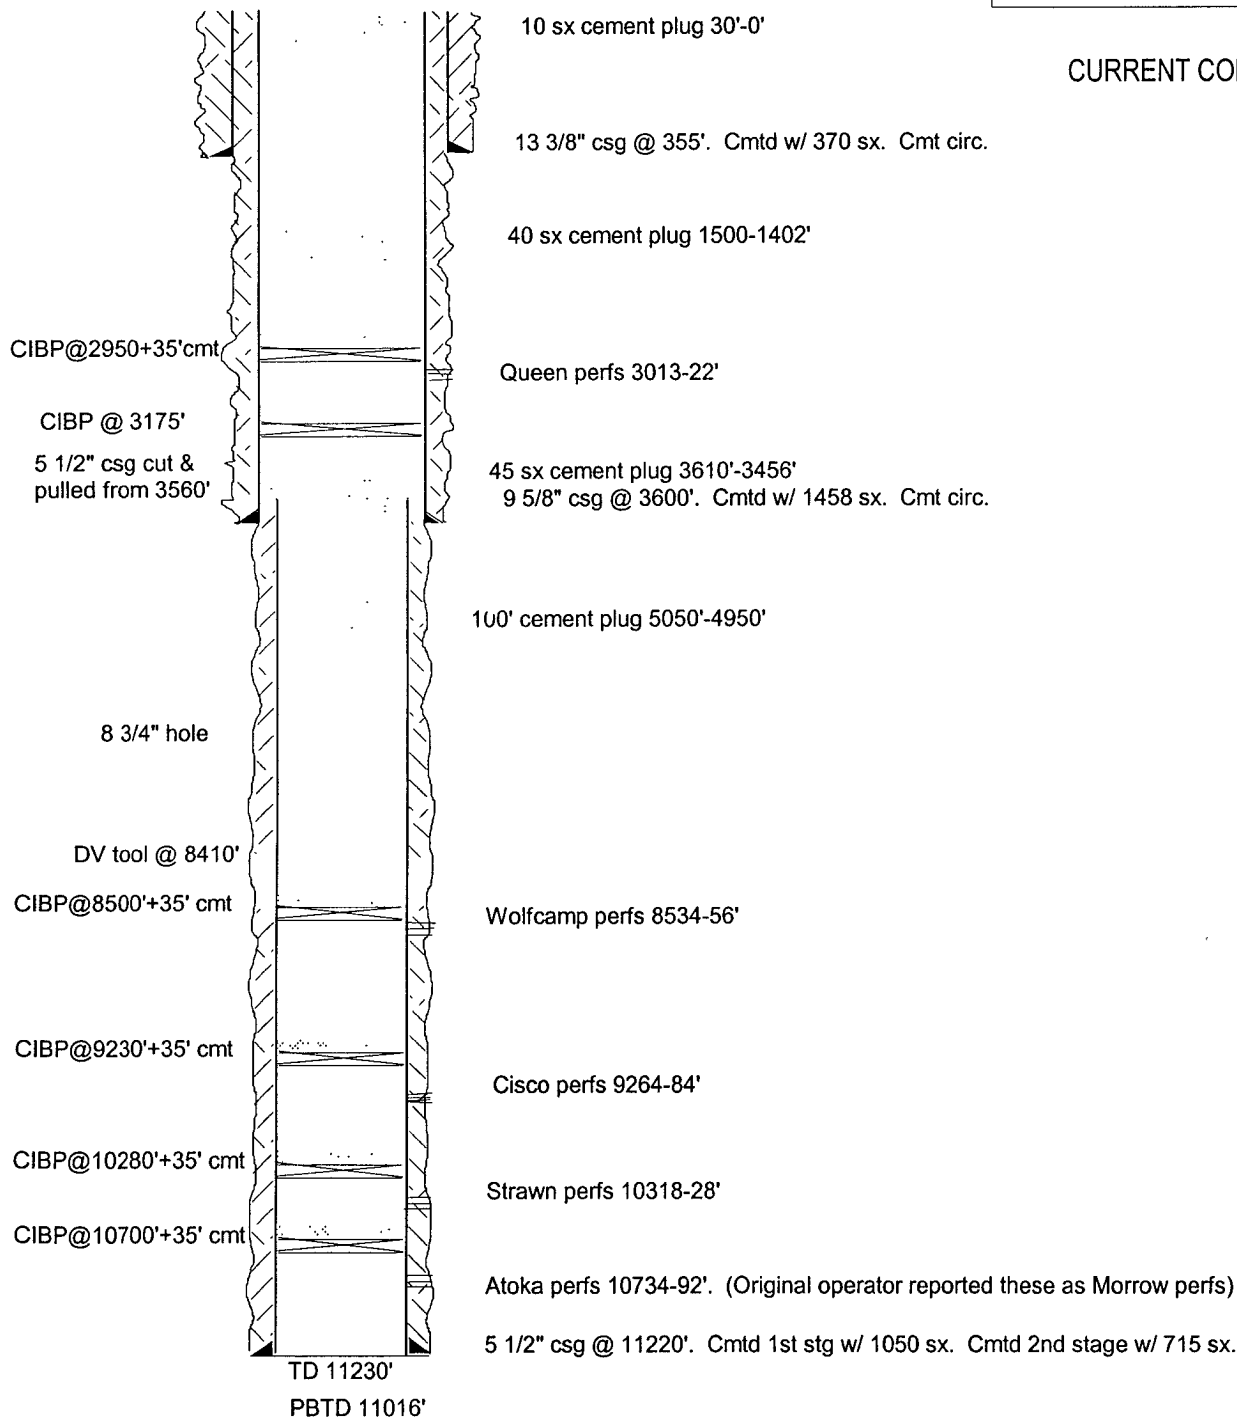 10 sx cement plug 30'-0'
CURRENT CO
13 3/8" csg @ 355'. Cmtd w/ 370 sx. Cmt circ.
40 sx cement plug 1500-1402'
CIBP@2950+35'cmt
Queen perfs 3013-22'
CIBP @ 3175'
5 1/2" csg cut &
pulled from 3560'
45 sx cement plug 3610'-3456'
9 5/8" csg @ 3600'. Cmtd w/ 1458 sx. Cmt circ.
100' cement plug 5050'-4950'
8 3/4" hole
DV tool @ 8410'
CIBP@8500'+35' cmt
Wolfcamp perfs 8534-56'
CIBP@9230'+35' cmt
Cisco perfs 9264-84'
CIBP@10280'+35' cmt
Strawn perfs 10318-28'
CIBP@10700'+35' cmt
Atoka perfs 10734-92'. (Original operator reported these as Morrow perfs)
5 1/2" csg @ 11220'. Cmtd 1st stg w/ 1050 sx. Cmtd 2nd stage w/ 715 sx.
TD 11230'
PBTD 11016'